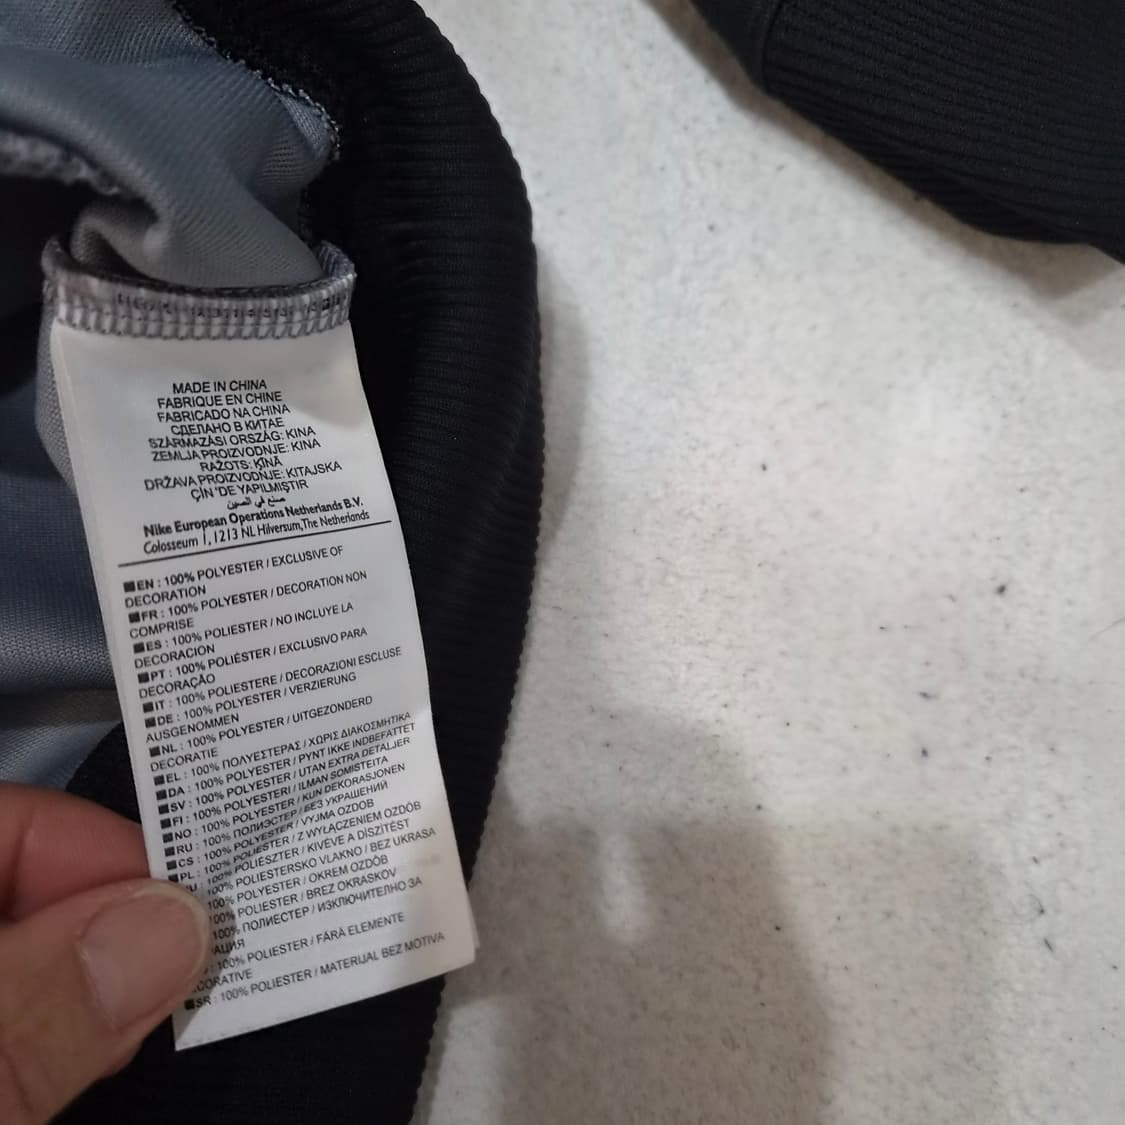 MADE IN CHINA
FABRIQUE EN CHINE
FABRICADO NA CHINA
СДЕЛАНО В КИТАЕ
SZÁRMAZÁSI ORSZÁG: KINA
ZEMLJA PROIZVODNJE: KINA
RAŽOTS: ĶĪNĀ
DRŽAVA PROIZVODNJE: KITAJSKA
ÇİN 'DE YAPILMIŞTIR
صنع في الصين
Nike European Operations Netherlands B.V.
Colosseum 1, 1213 NL Hilversum,The Netherlands
EN : 100% POLYESTER / EXCLUSIVE OF
DECORATION
FR : 100% POLYESTER / DECORATION NON
COMPRISE
ES : 100% POLIESTER / NO INCLUYE LA
DECORACION
PT : 100% POLIÉSTER / EXCLUSIVO PARA
DECORAÇÃO
IT : 100% POLIESTERE / DECORAZIONI ESCLUSE
DE : 100% POLYESTER / VERZIERUNG
AUSGENOMMEN
NL : 100% POLYESTER / UITGEZONDERD
DECORATIE
EL : 100% ΠΟΛΥΕΣΤΕΡΑΣ / ΧΩΡΙΣ ΔΙΑΚΟΣΜΗΤΙΚΑ
DA : 100% POLYESTER / PYNT IKKE INDBEFATTET
SV : 100% POLYESTER / UTAN EXTRA DETALJER
FI : 100% POLYESTERI / ILMAN SOMISTEITA
NO : 100% POLYESTER / KUN DEKORASJONEN
RU : 100% ПОЛИЭСТЕР / БЕЗ УКРАШЕНИЙ
CS : 100% POLYESTER / VYJMA OZDOB
PL : 100% POLIESTER / Z WYŁĄCZENIEM OZDÓB
100% POLIÉSZTER / KIVÉVE A DÍSZÍTÉST
100% POLIESTERSKO VLAKNO / BEZ UKRASA
100% POLYESTER / OKREM OZDÔB
100% POLIESTER / BREZ OKRASKOV
100% ПОЛИЕСТЕР / ИЗКЛЮЧИТЕЛНО ЗА
АЦИЯ
: 100% POLIESTER / FĂRĂ ELEMENTE
CORATIVE
SR : 100% POLIESTER / MATERIJAL BEZ MOTIVA